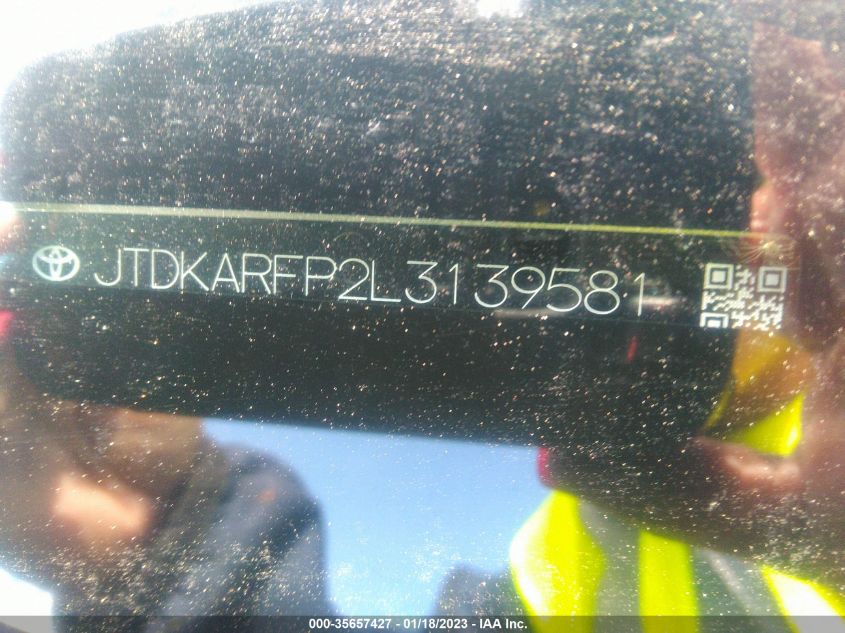 JTDKARFP2L3139581
000-35657427 - 01/18/2023 - IAA Inc.